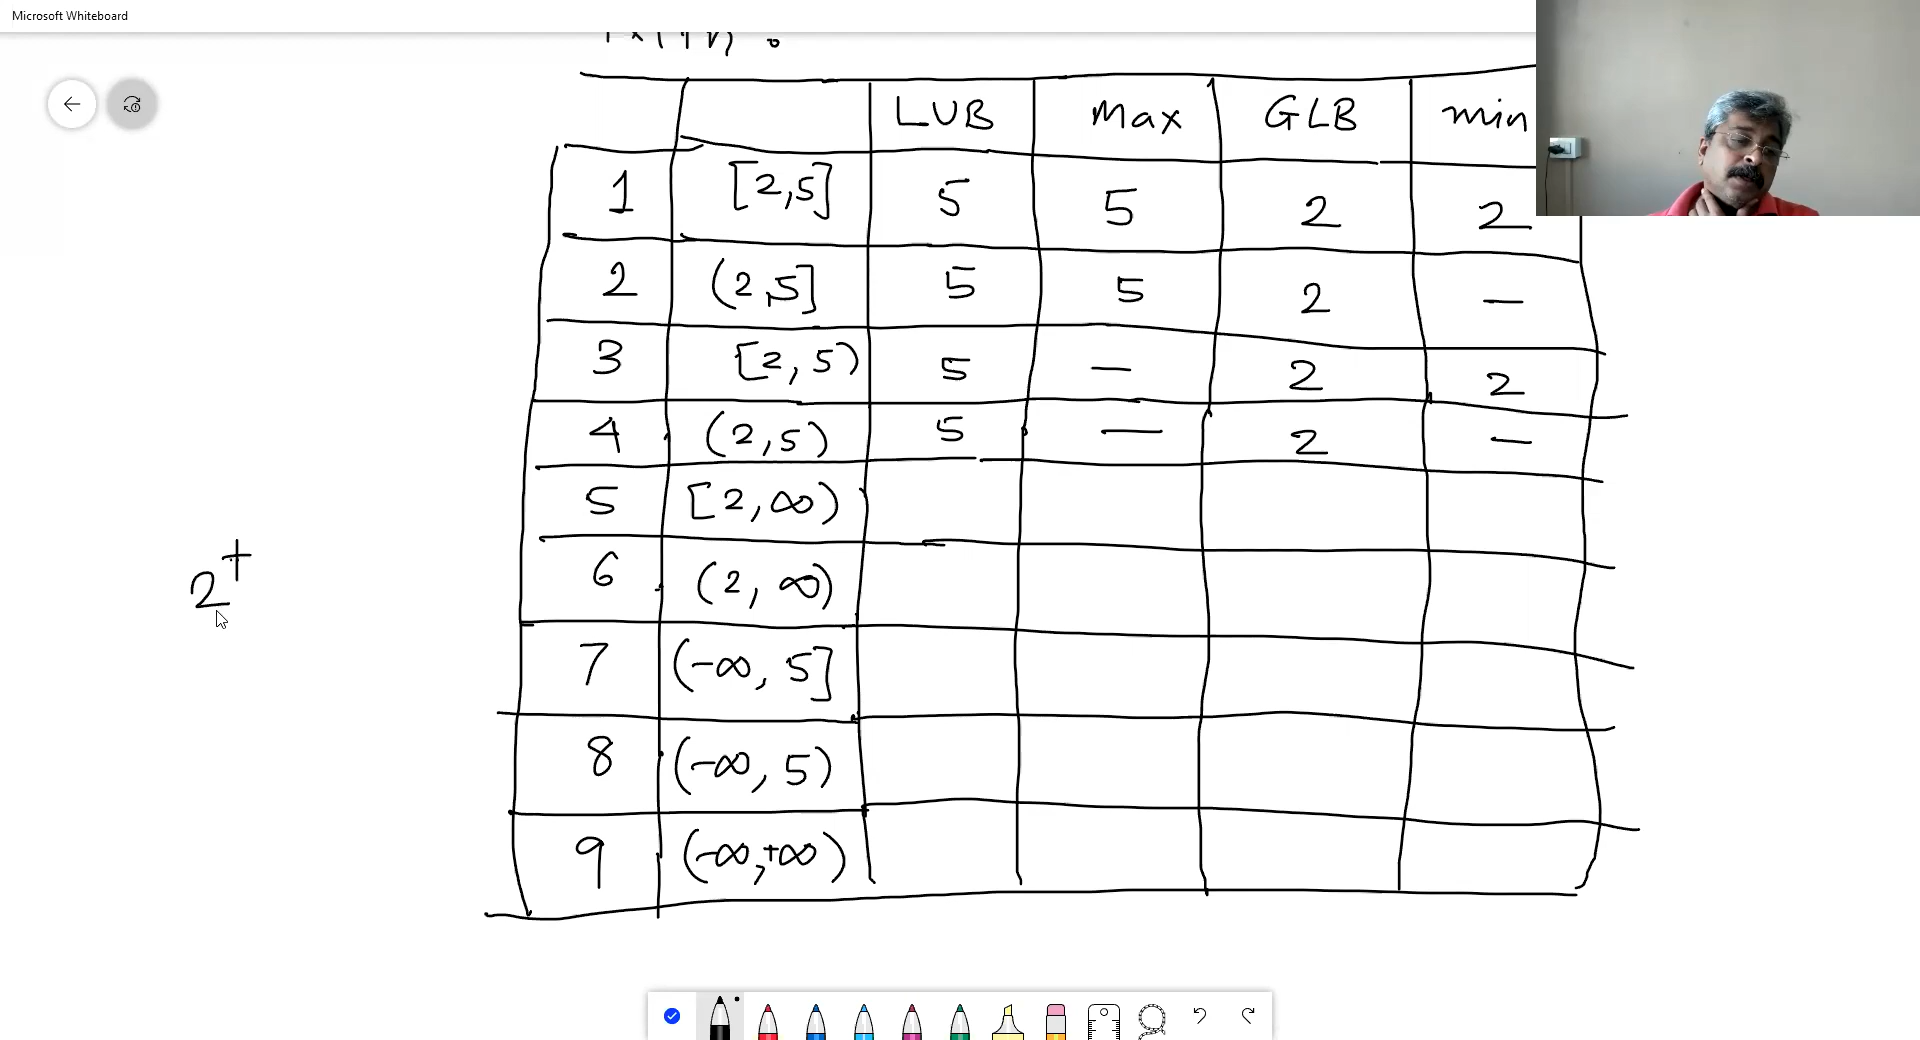 Microsoft Whiteboard
LUB Max GLB min
1 [2,5] 5 5 2 2
2 (2,5] 5 5 2 —
3 [2,5) 5 — 2 2
4 (2,5) 5 — 2 —
5 [2,∞)
6 (2,∞)
2⁺
7 (-∞,5]
8 (-∞,5)
9 (-∞,+∞)